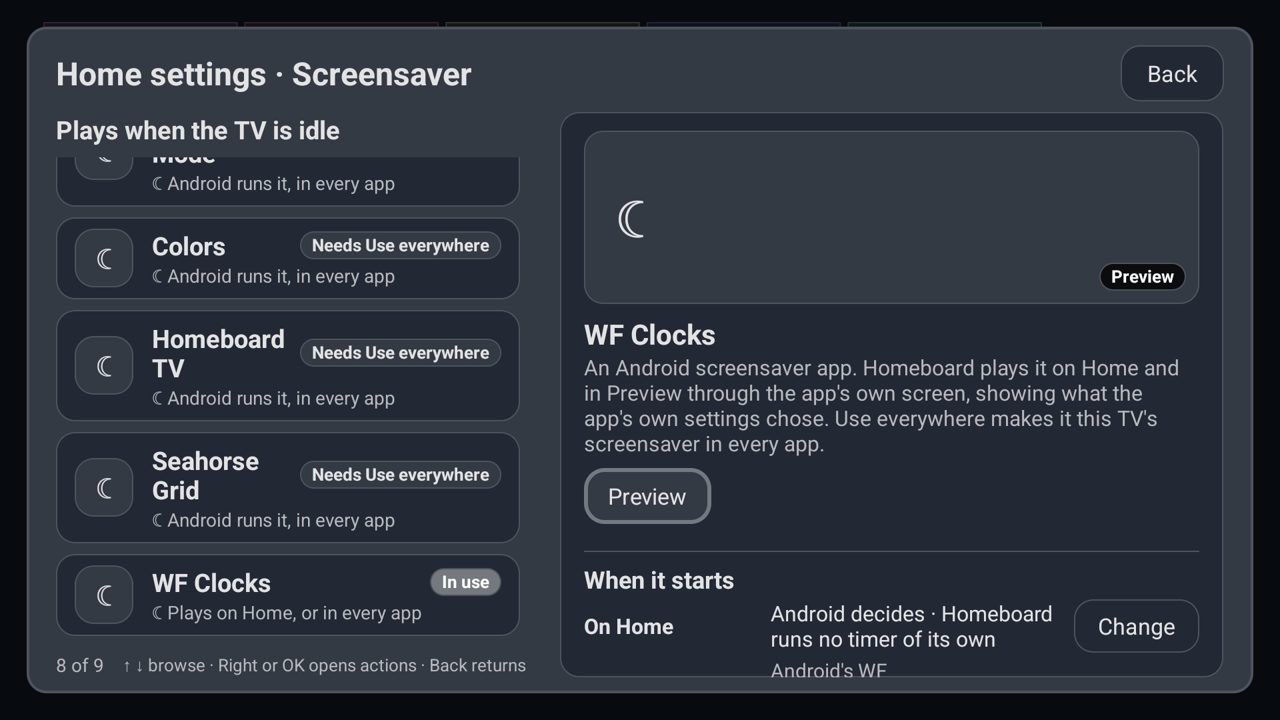 Home settings · Screensaver
Back
Plays when the TV is idle
Mode
☾ Android runs it, in every app
Colors
Needs Use everywhere
☾ Android runs it, in every app
Homeboard
TV
Needs Use everywhere
☾ Android runs it, in every app
Seahorse
Grid
Needs Use everywhere
☾ Android runs it, in every app
WF Clocks
In use
☾ Plays on Home, or in every app
8 of 9 ↑ ↓ browse · Right or OK opens actions · Back returns
Preview
WF Clocks
An Android screensaver app. Homeboard plays it on Home and
in Preview through the app's own screen, showing what the
app's own settings chose. Use everywhere makes it this TV's
screensaver in every app.
Preview
When it starts
On Home
Android decides · Homeboard
runs no timer of its own
Change
Android's WF